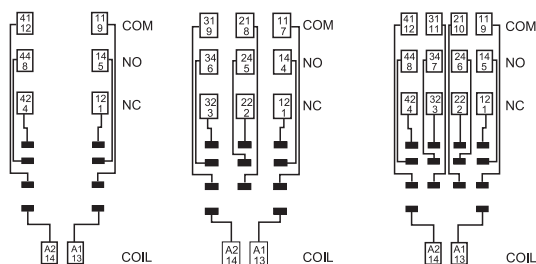 41 11 COM 31 21 11 41 31 21 11 COM
12 9 9 8 7 12 11 10 9
44 14 NO 34 24 14 44 34 24 14 NO
8 5 6 5 4 8 7 6 5
42 12 NC 32 22 12 42 32 22 12 NC
4 1 3 2 1 4 3 2 1
A2 A1 COIL A2 A1 COIL A2 A1 COIL
14 13 14 13 14 13